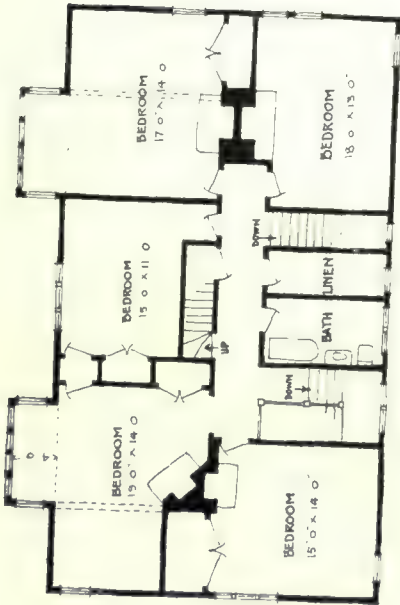 BEDROOM
17 0 × 14 0
BEDROOM
18 0 × 13 0
BEDROOM
15 0 × 11 0
DOWN
LINEN
UP
BATH
DOWN
BEDROOM
19 0 × 14 0
BEDROOM
15 0 × 14 0